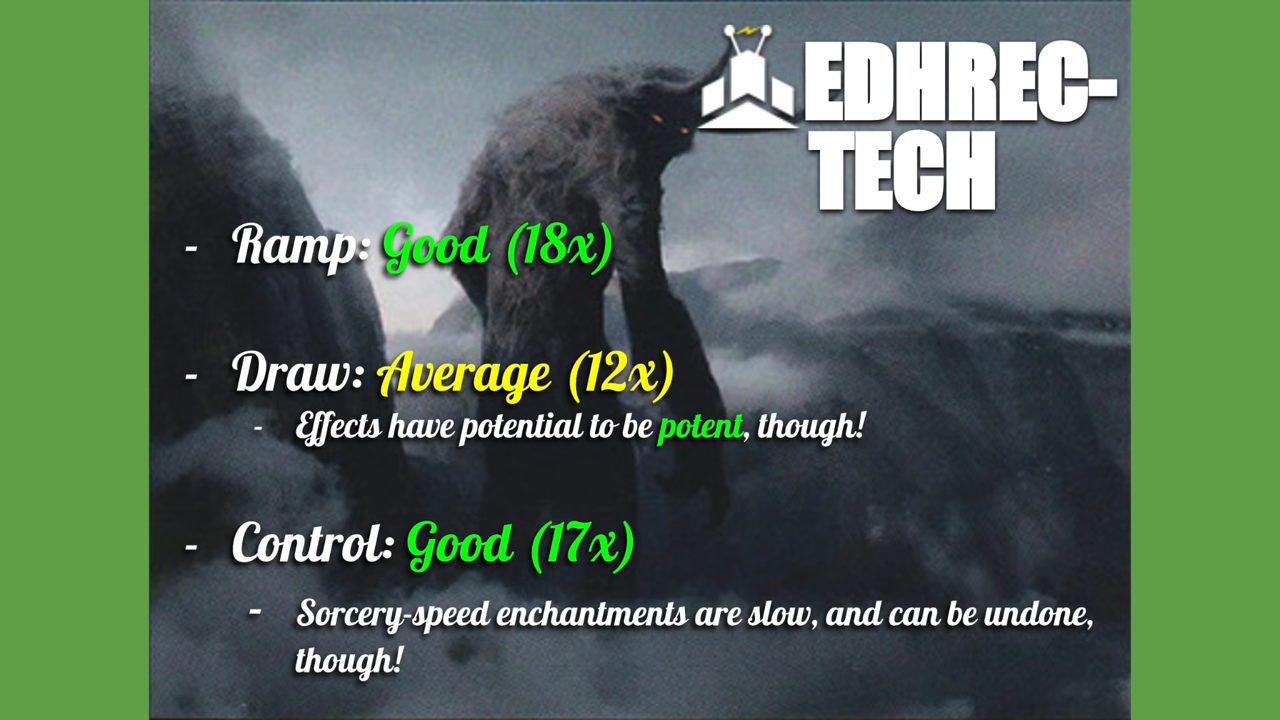 EDHREC-
TECH
- Ramp: Good (18x)
- Draw: Average (12x)
- Effects have potential to be potent, though!
- Control: Good (17x)
- Sorcery-speed enchantments are slow, and can be undone,
though!